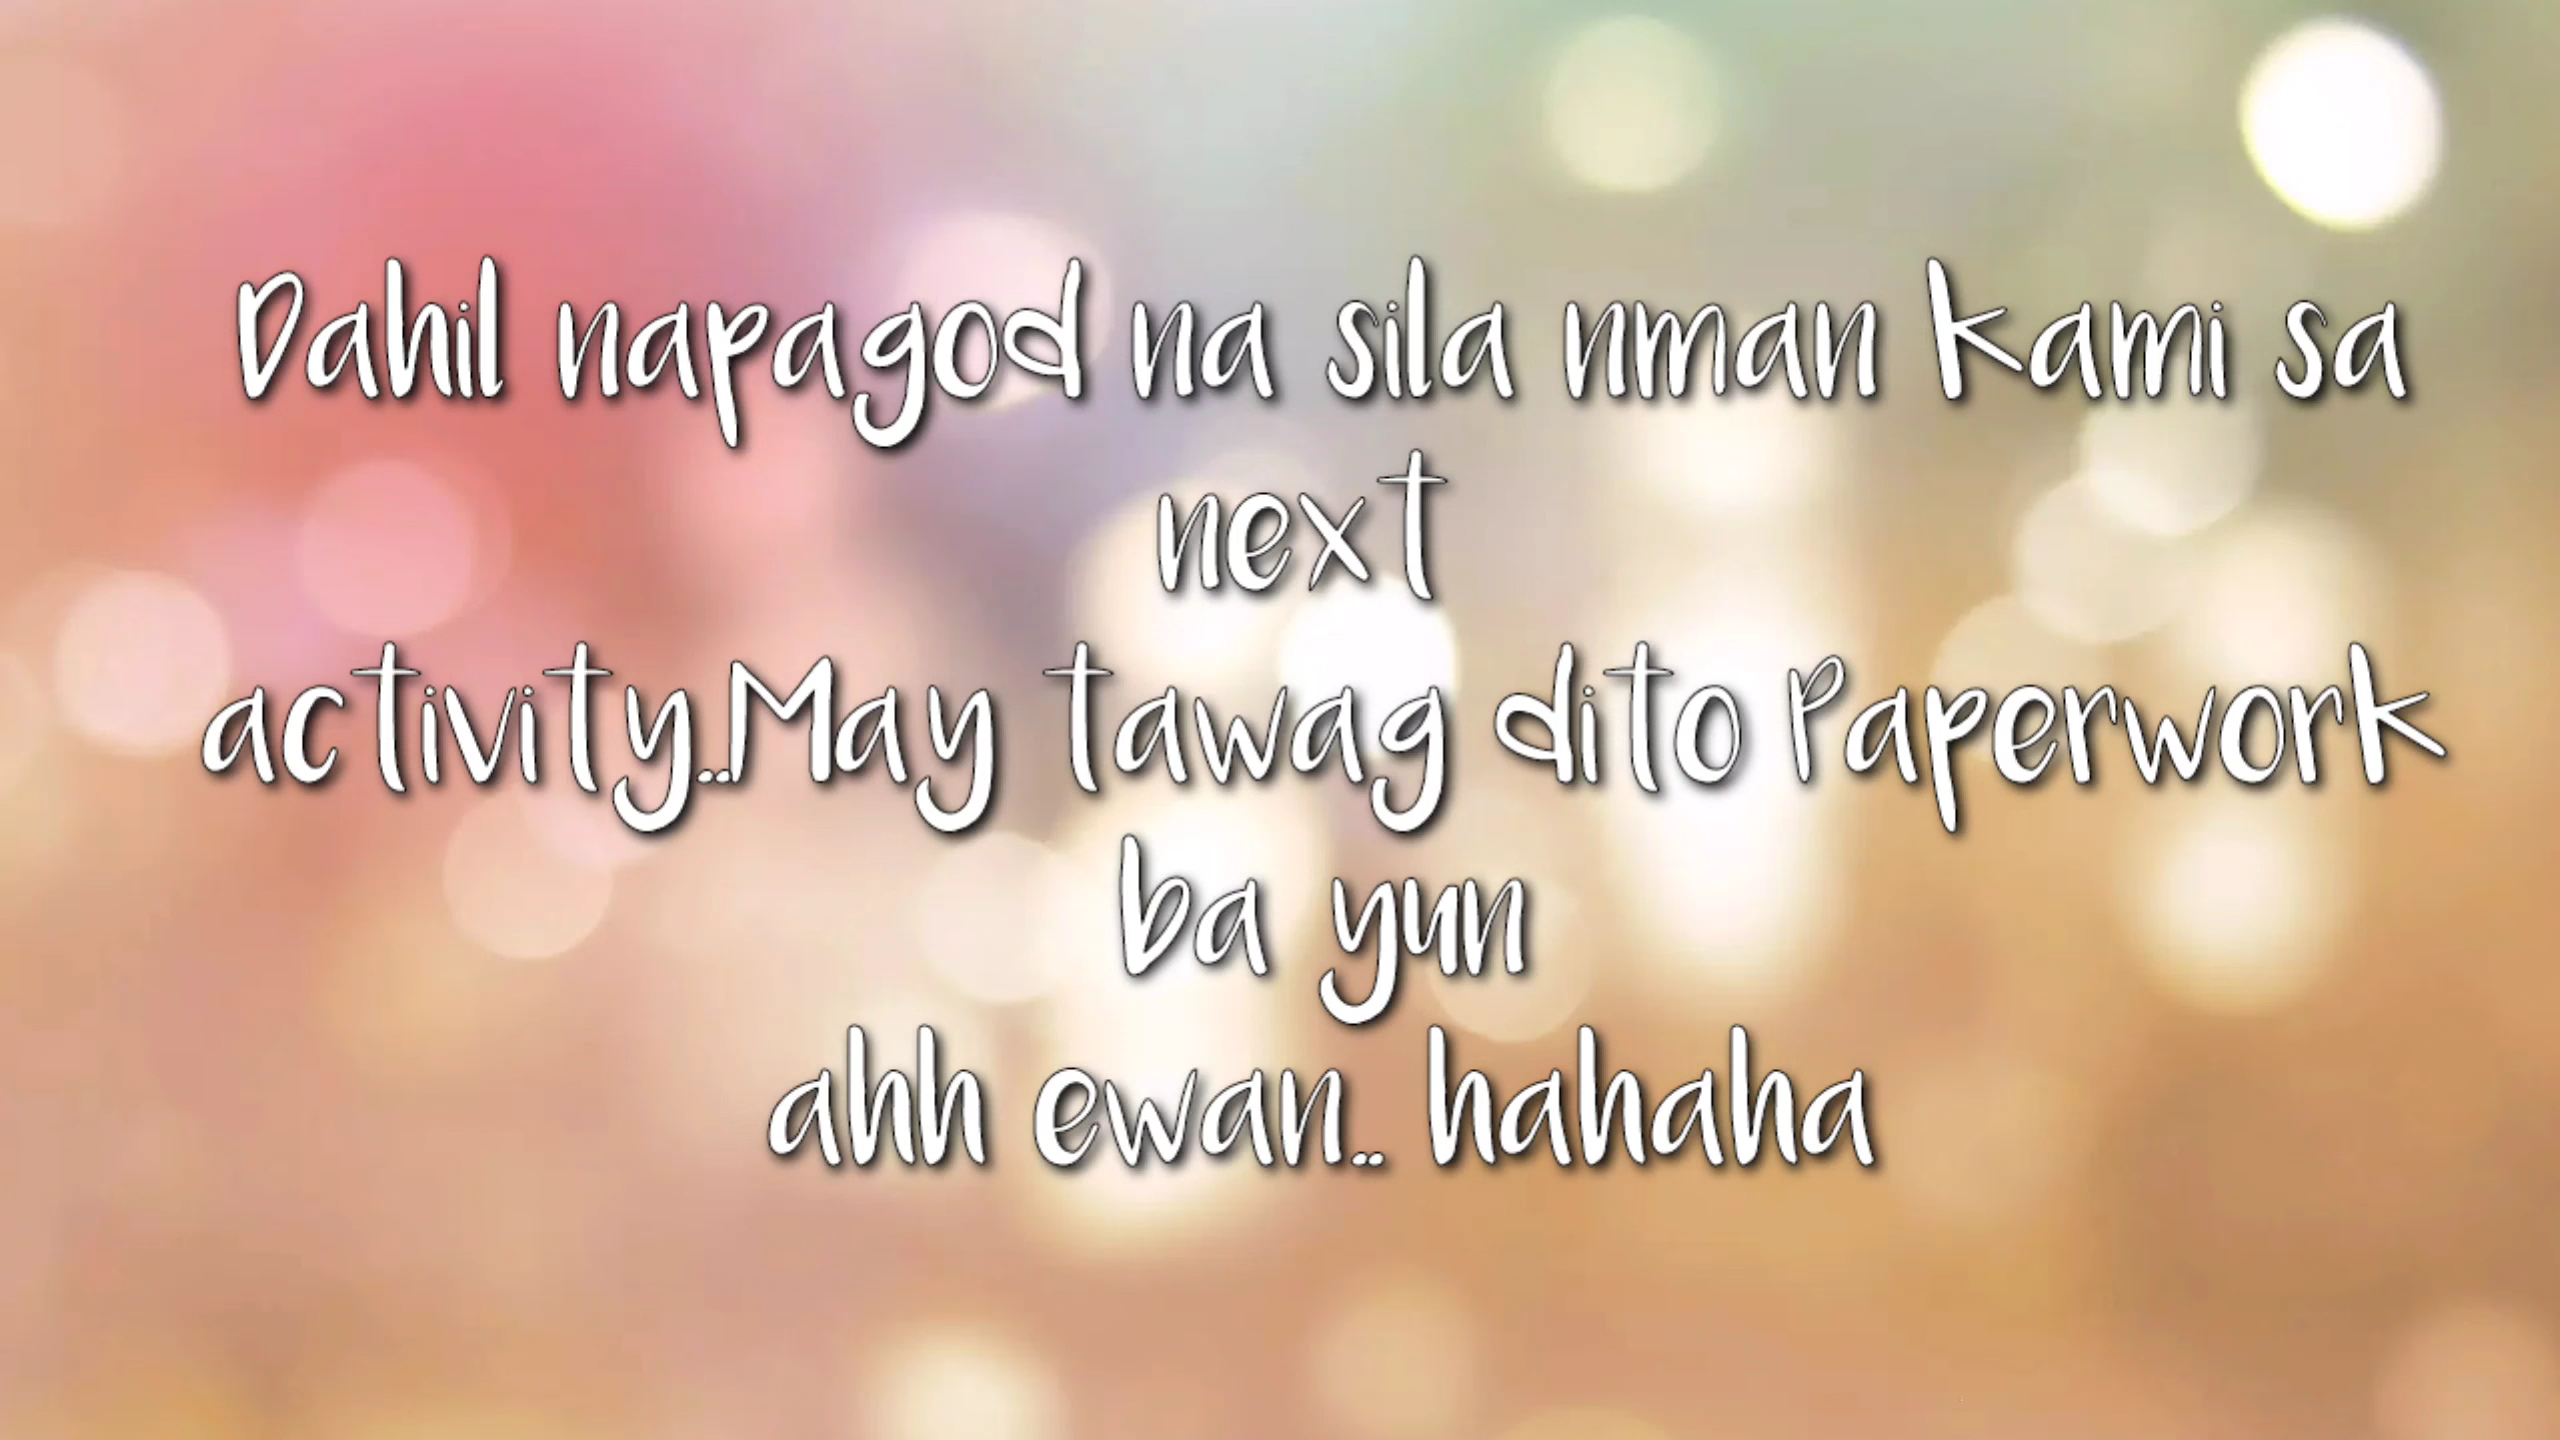 Dahil napagod na sila nman kami sa
next
activity..May tawag dito Paperwork
ba yun
ahh ewan.. hahaha